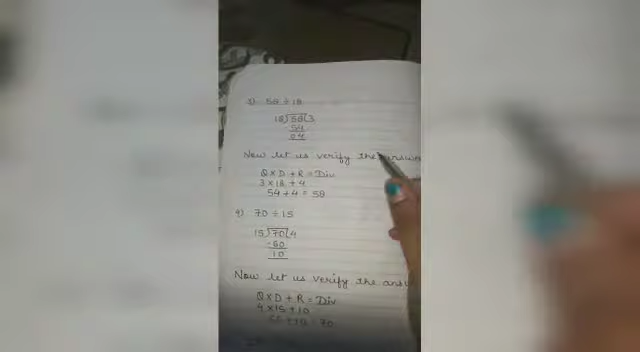 3) 58 ÷ 18
18)58(3
54
04
Now let us verify the answer
Q × D + R = Div
3 × 18 + 4
54 + 4 = 58
4) 70 ÷ 15
15)70(4
-60
10
Now let us verify the answ
Q × D + R = Div
4 × 15 + 10
60 + 10 = 70